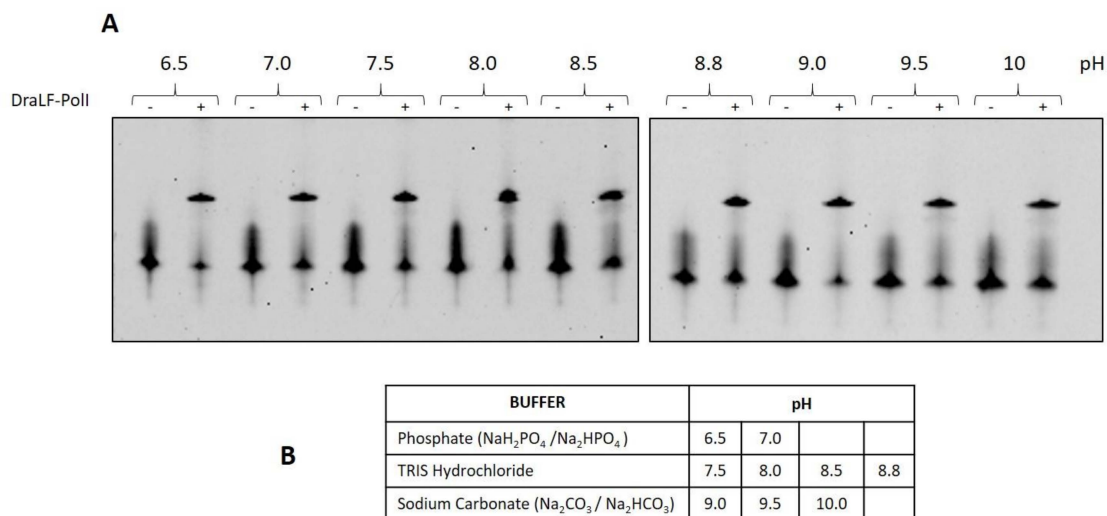 A
6.5 7.0 7.5 8.0 8.5 8.8 9.0 9.5 10 pH
DraLF-PolI - + - + - + - + - + - + - + - + - +
BUFFER pH
Phosphate (NaH₂PO₄ /Na₂HPO₄ ) 6.5 7.0
B
TRIS Hydrochloride 7.5 8.0 8.5 8.8
Sodium Carbonate (Na₂CO₃ / Na₂HCO₃) 9.0 9.5 10.0